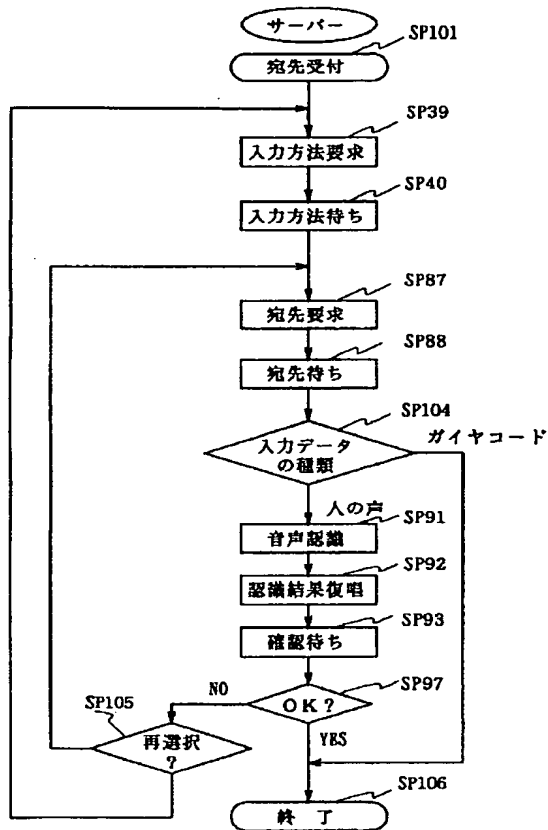 サーバー
SP101
宛先受付
SP39
入力方法要求
SP40
入力方法待ち
SP87
宛先要求
SP88
宛先待ち
SP104
ガイヤコード
入力データ
の種類
人の声
SP91
音声認識
SP92
認識結果復唱
SP93
確認待ち
SP97
NO
OK?
SP105
再選択
?
YES
SP106
終 了